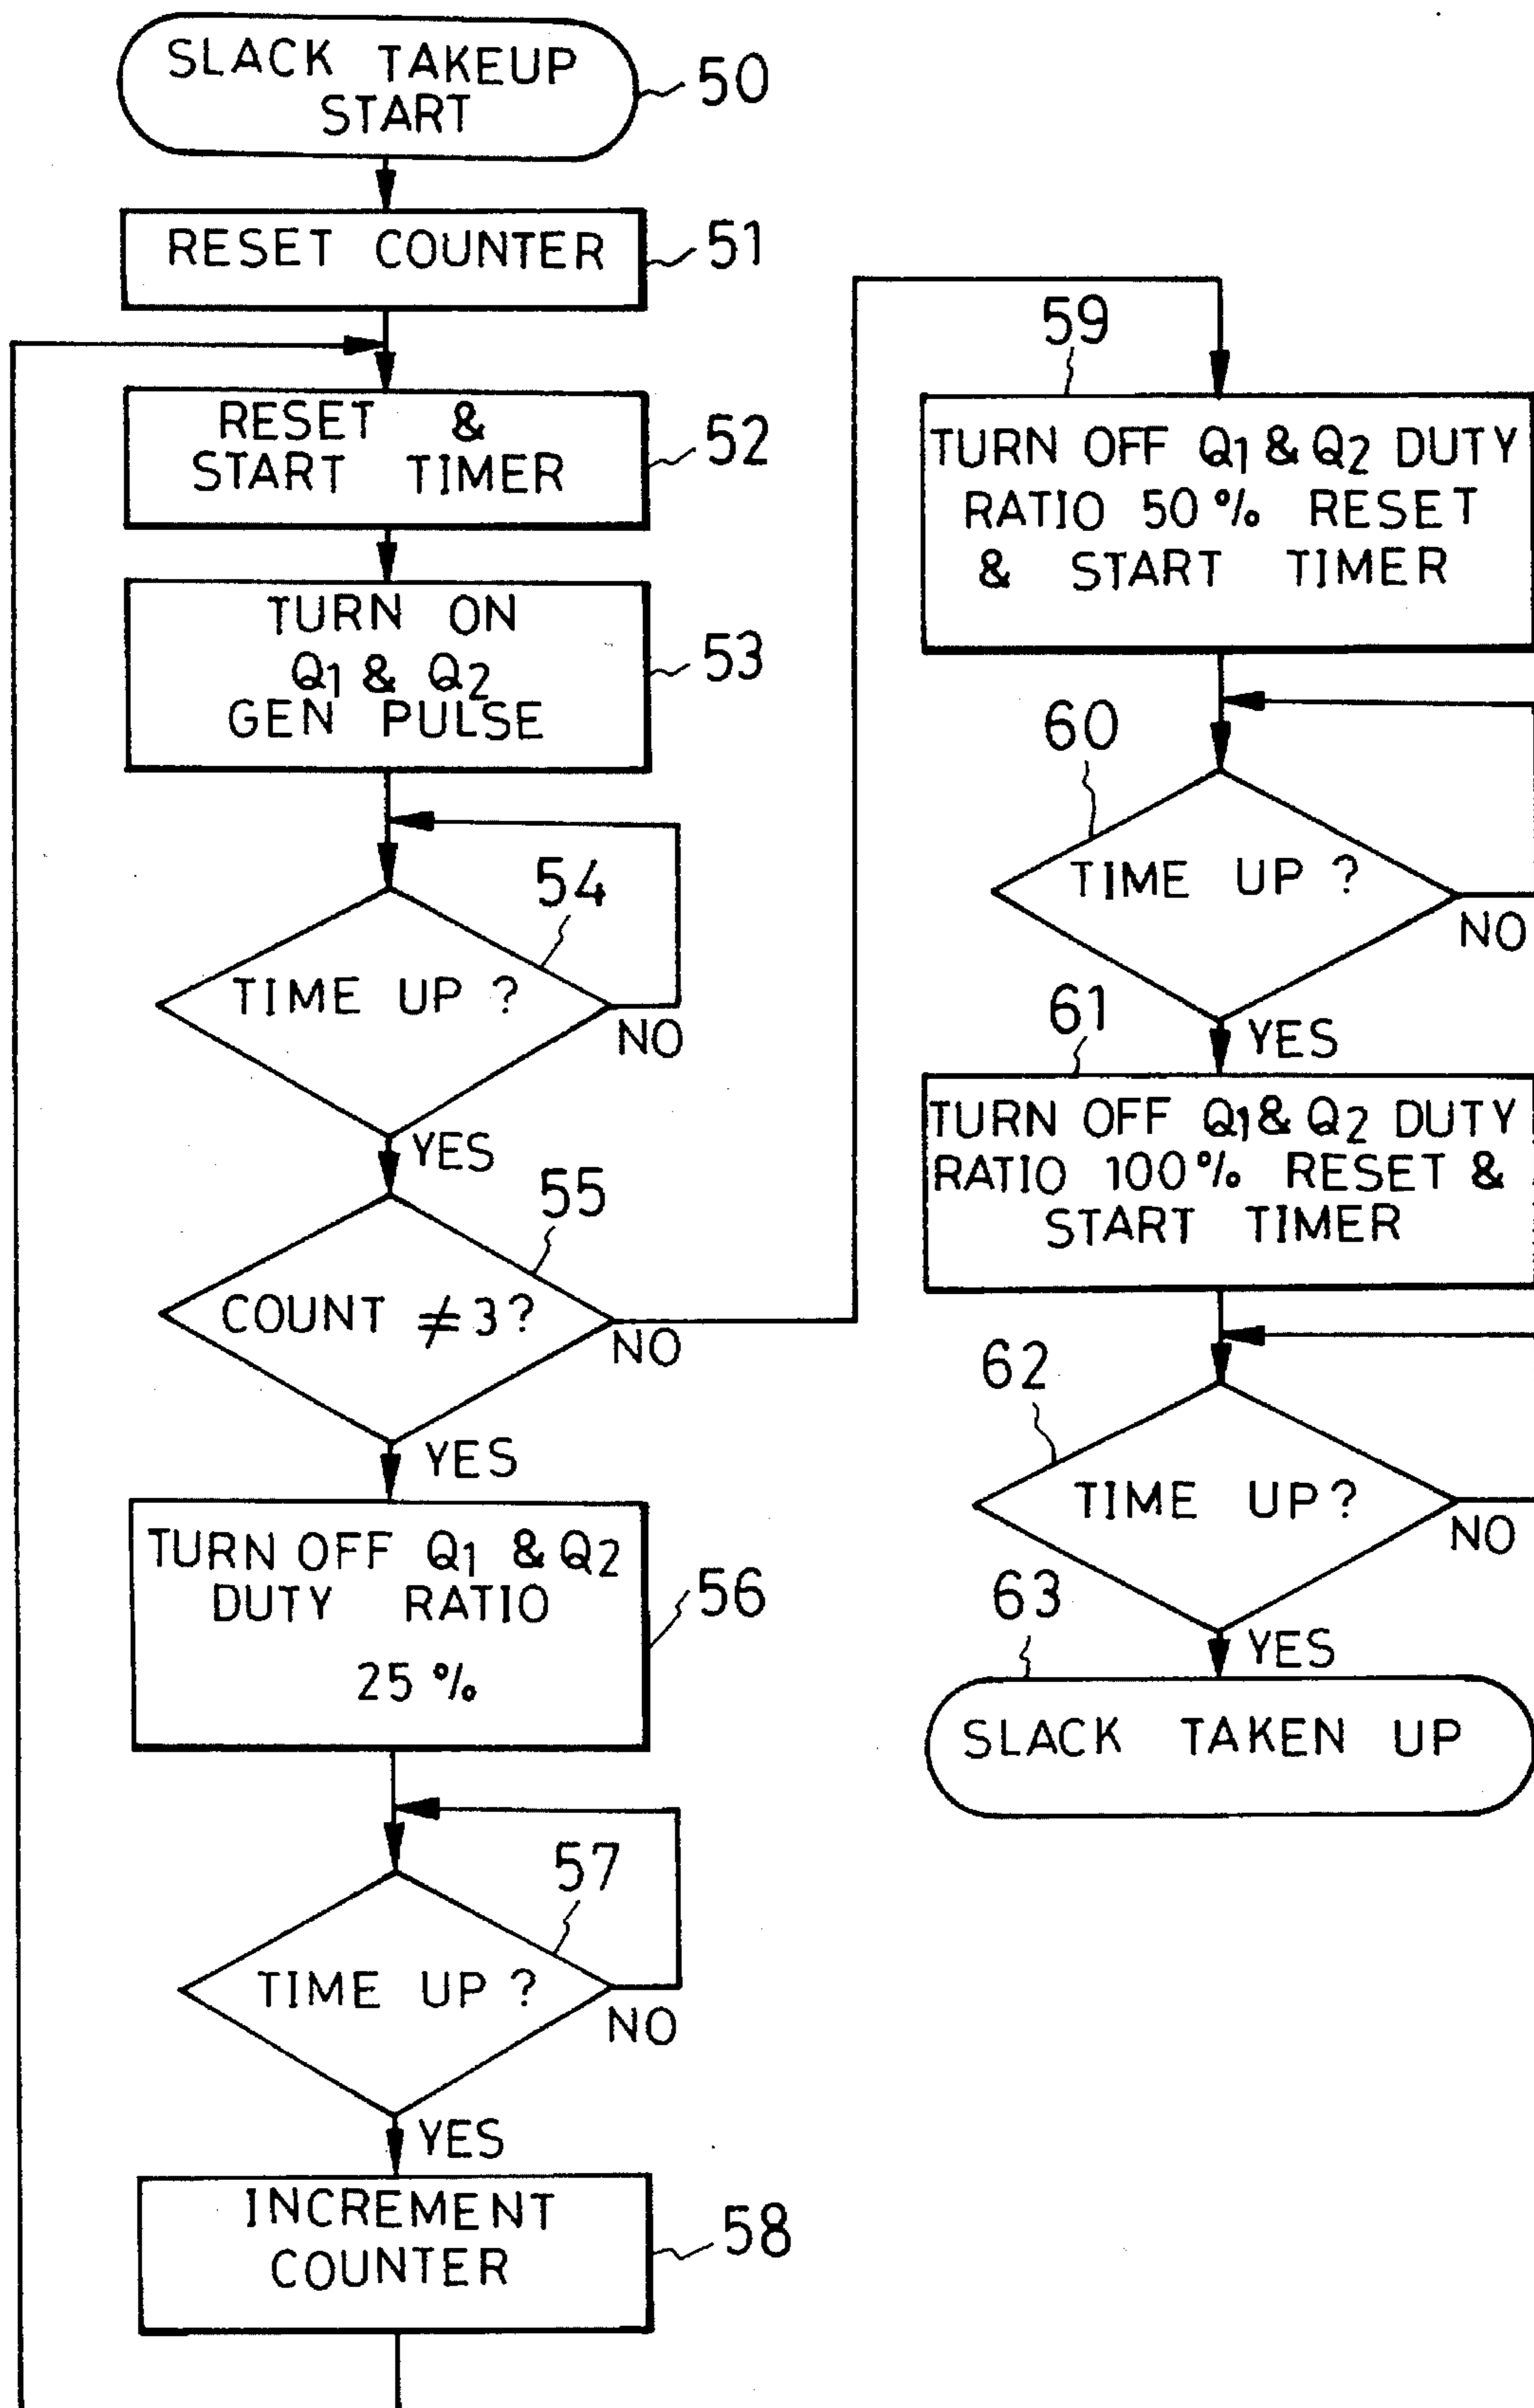 SLACK TAKEUP
START
50
RESET COUNTER
51
RESET &
START TIMER
52
TURN ON
Q1 & Q2
GEN PULSE
53
54
TIME UP ?
NO
YES
55
COUNT ≠ 3 ?
NO
YES
TURN OFF Q1 & Q2
DUTY RATIO
25 %
56
57
TIME UP ?
NO
YES
INCREMENT
COUNTER
58
59
TURN OFF Q1 & Q2 DUTY
RATIO 50 % RESET
& START TIMER
60
TIME UP ?
NO
YES
61
TURN OFF Q1 & Q2 DUTY
RATIO 100 % RESET &
START TIMER
62
TIME UP ?
NO
YES
63
SLACK TAKEN UP